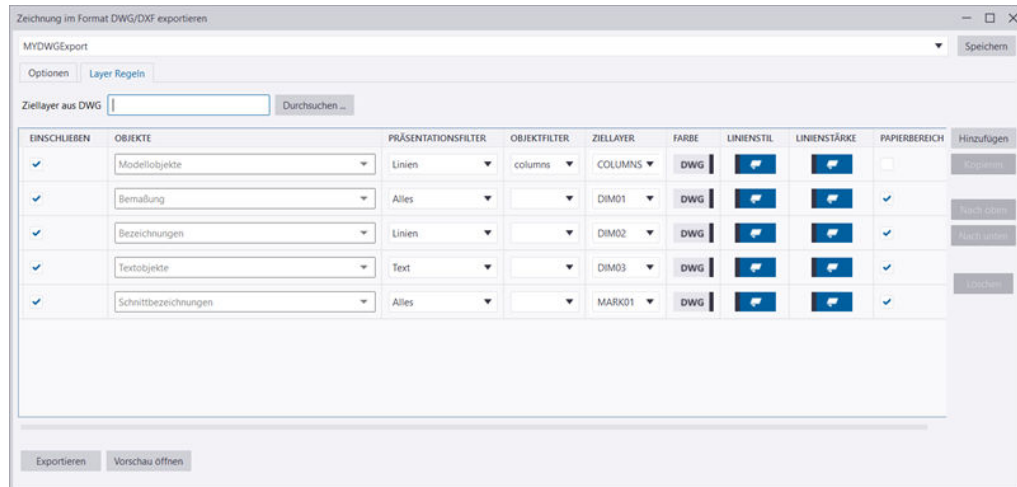 Zeichnung im Format DWG/DXF exportieren
MYDWGExport Speichern
Optionen Layer Regeln
Ziellayer aus DWG Durchsuchen ...
EINSCHLIEßEN OBJEKTE PRÄSENTATIONSFILTER OBJEKTFILTER ZIELLAYER FARBE LINIENSTIL LINIENSTÄRKE PAPIERBEREICH Hinzufügen
Modellobjekte Linien columns COLUMNS DWG Kopieren
Bemaßung Alles DIM01 DWG Nach oben
Bezeichnungen Linien DIM02 DWG Nach unten
Textobjekte Text DIM03 DWG Löschen
Schnittbezeichnungen Alles MARK01 DWG
Exportieren Vorschau öffnen